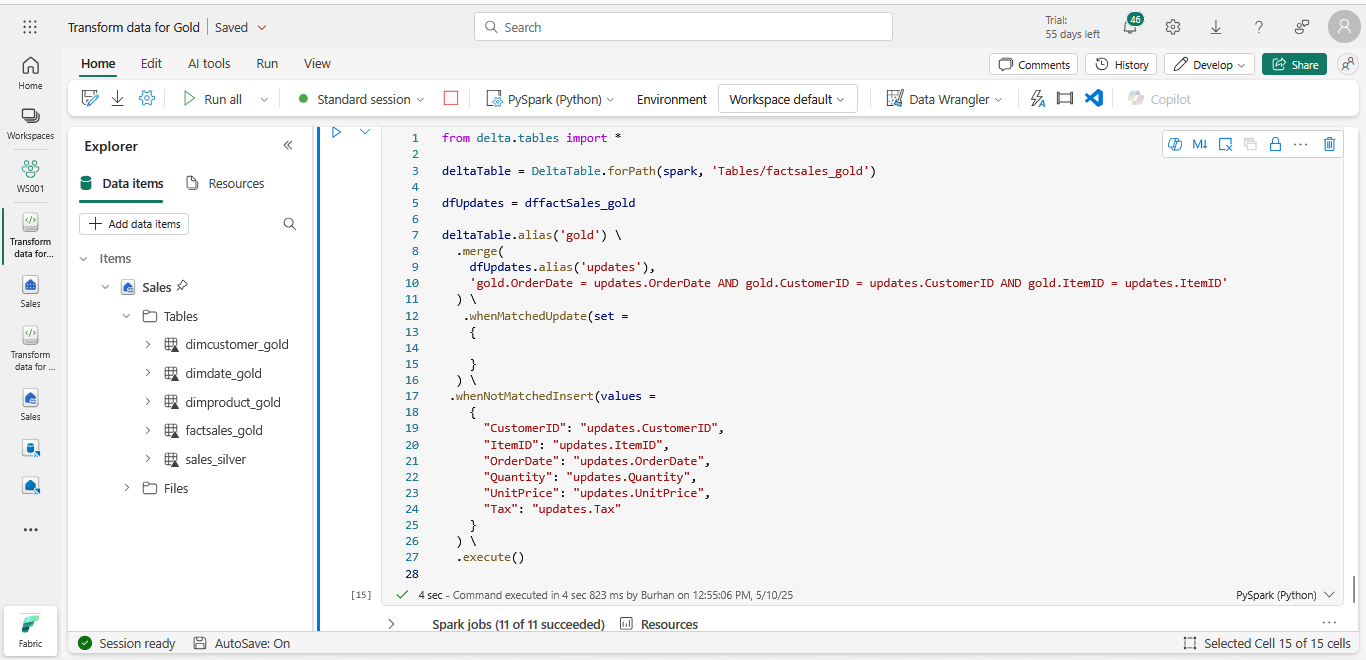 Transform data for Gold
Saved
Search
Trial:
55 days left
46
Home
Edit
AI tools
Run
View
Comments
History
Develop
Share
Run all
Standard session
PySpark (Python)
Environment
Workspace default
Data Wrangler
Copilot
Home
Workspaces
WS001
Transform
data for...
Sales
Transform
data for ...
Sales
Fabric
Explorer
Data items
Resources
Add data items
Items
Sales
Tables
dimcustomer_gold
dimdate_gold
dimproduct_gold
factsales_gold
sales_silver
Files
M↓
1 from delta.tables import *
2
3 deltaTable = DeltaTable.forPath(spark, 'Tables/factsales_gold')
4
5 dfUpdates = dffactSales_gold
6
7 deltaTable.alias('gold') \
8 .merge(
9 dfUpdates.alias('updates'),
10 'gold.OrderDate = updates.OrderDate AND gold.CustomerID = updates.CustomerID AND gold.ItemID = updates.ItemID'
11 ) \
12 .whenMatchedUpdate(set =
13 {
14
15 }
16 ) \
17 .whenNotMatchedInsert(values =
18 {
19 "CustomerID": "updates.CustomerID",
20 "ItemID": "updates.ItemID",
21 "OrderDate": "updates.OrderDate",
22 "Quantity": "updates.Quantity",
23 "UnitPrice": "updates.UnitPrice",
24 "Tax": "updates.Tax"
25 }
26 ) \
27 .execute()
28
[15]
4 sec - Command executed in 4 sec 823 ms by Burhan on 12:55:06 PM, 5/10/25
PySpark (Python)
Spark jobs (11 of 11 succeeded)
Resources
Session ready
AutoSave: On
Selected Cell 15 of 15 cells